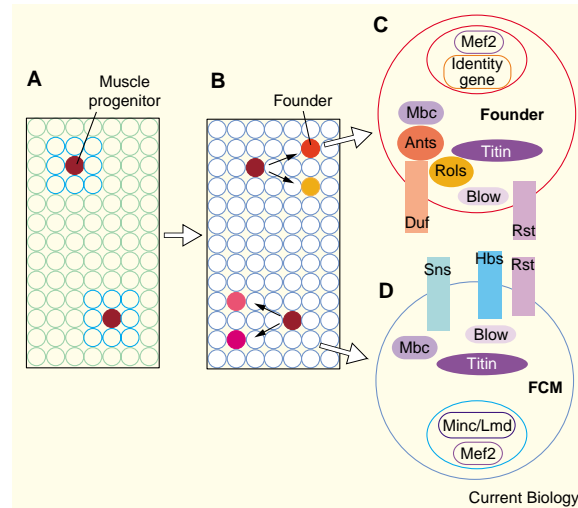 A
Muscle
progenitor
B
Founder
C
Mef2
Identity
gene
Founder
Mbc
Ants
Titin
Rols
Blow
Duf
Rst
Sns
Hbs
Rst
D
Blow
Mbc
Titin
FCM
Minc/Lmd
Mef2
Current Biology